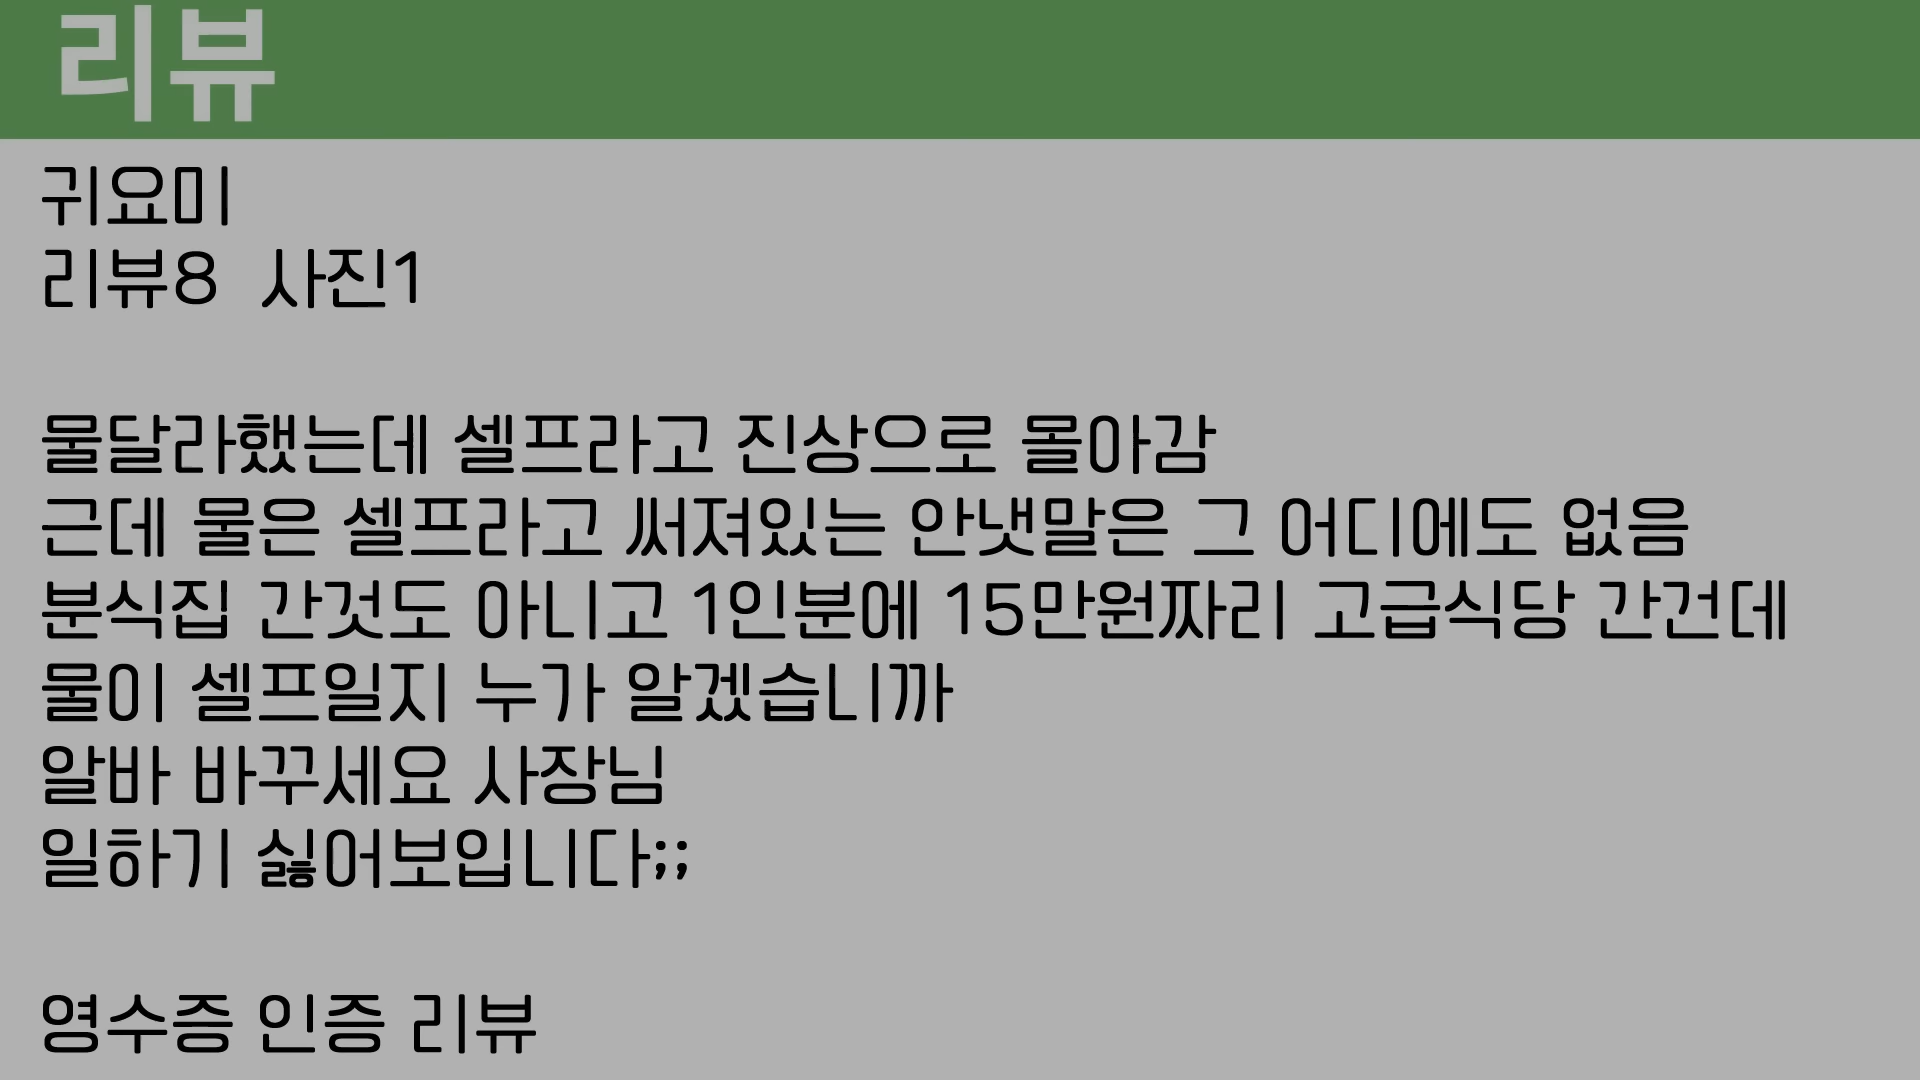 리뷰
귀요미
리뷰8 사진1
물달라했는데 셀프라고 진상으로 몰아감
근데 물은 셀프라고 써져있는 안냇말은 그 어디에도 없음
분식집 간것도 아니고 1인분에 15만원짜리 고급식당 간건데
물이 셀프일지 누가 알겠습니까
알바 바꾸세요 사장님
일하기 싫어보입니다;;
영수증 인증 리뷰